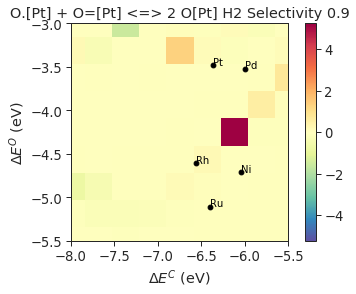 O.[Pt] + O=[Pt] <=> 2 O[Pt] H2 Selectivity 0.9
−3.0
−3.5
−4.0
−4.5
−5.0
−5.5
ΔE^O (eV)
Pt
Pd
Rh
Ni
Ru
−8.0 −7.5 −7.0 −6.5 −6.0 −5.5
ΔE^C (eV)
4
2
0
−2
−4